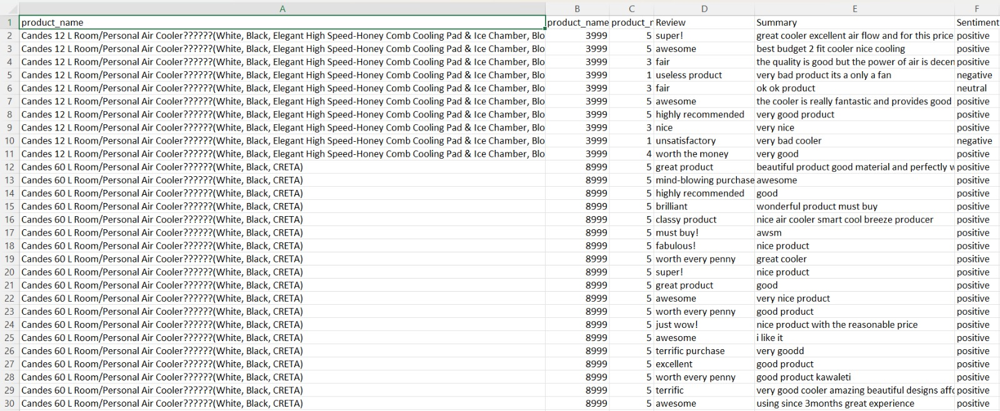 A B C D E F
1 product_name product_name product_r Review Summary Sentiment
2 Candes 12 L Room/Personal Air Cooler??????(White, Black, Elegant High Speed-Honey Comb Cooling Pad & Ice Chamber, Blo 3999 5 super! great cooler excellent air flow and for this price positive
3 Candes 12 L Room/Personal Air Cooler??????(White, Black, Elegant High Speed-Honey Comb Cooling Pad & Ice Chamber, Blo 3999 5 awesome best budget 2 fit cooler nice cooling positive
4 Candes 12 L Room/Personal Air Cooler??????(White, Black, Elegant High Speed-Honey Comb Cooling Pad & Ice Chamber, Blo 3999 3 fair the quality is good but the power of air is decen positive
5 Candes 12 L Room/Personal Air Cooler??????(White, Black, Elegant High Speed-Honey Comb Cooling Pad & Ice Chamber, Blo 3999 1 useless product very bad product its a only a fan negative
6 Candes 12 L Room/Personal Air Cooler??????(White, Black, Elegant High Speed-Honey Comb Cooling Pad & Ice Chamber, Blo 3999 3 fair ok ok product neutral
7 Candes 12 L Room/Personal Air Cooler??????(White, Black, Elegant High Speed-Honey Comb Cooling Pad & Ice Chamber, Blo 3999 5 awesome the cooler is really fantastic and provides good positive
8 Candes 12 L Room/Personal Air Cooler??????(White, Black, Elegant High Speed-Honey Comb Cooling Pad & Ice Chamber, Blo 3999 5 highly recommended very good product positive
9 Candes 12 L Room/Personal Air Cooler??????(White, Black, Elegant High Speed-Honey Comb Cooling Pad & Ice Chamber, Blo 3999 3 nice very nice positive
10 Candes 12 L Room/Personal Air Cooler??????(White, Black, Elegant High Speed-Honey Comb Cooling Pad & Ice Chamber, Blo 3999 1 unsatisfactory very bad cooler negative
11 Candes 12 L Room/Personal Air Cooler??????(White, Black, Elegant High Speed-Honey Comb Cooling Pad & Ice Chamber, Blo 3999 4 worth the money very good positive
12 Candes 60 L Room/Personal Air Cooler??????(White, Black, CRETA) 8999 5 great product beautiful product good material and perfectly w positive
13 Candes 60 L Room/Personal Air Cooler??????(White, Black, CRETA) 8999 5 mind-blowing purchase awesome positive
14 Candes 60 L Room/Personal Air Cooler??????(White, Black, CRETA) 8999 5 highly recommended good positive
15 Candes 60 L Room/Personal Air Cooler??????(White, Black, CRETA) 8999 5 brilliant wonderful product must buy positive
16 Candes 60 L Room/Personal Air Cooler??????(White, Black, CRETA) 8999 5 classy product nice air cooler smart cool breeze producer positive
17 Candes 60 L Room/Personal Air Cooler??????(White, Black, CRETA) 8999 5 must buy! awsm positive
18 Candes 60 L Room/Personal Air Cooler??????(White, Black, CRETA) 8999 5 fabulous! nice product positive
19 Candes 60 L Room/Personal Air Cooler??????(White, Black, CRETA) 8999 5 worth every penny great cooler positive
20 Candes 60 L Room/Personal Air Cooler??????(White, Black, CRETA) 8999 5 super! nice product positive
21 Candes 60 L Room/Personal Air Cooler??????(White, Black, CRETA) 8999 5 great product good positive
22 Candes 60 L Room/Personal Air Cooler??????(White, Black, CRETA) 8999 5 awesome very nice product positive
23 Candes 60 L Room/Personal Air Cooler??????(White, Black, CRETA) 8999 5 worth every penny good product positive
24 Candes 60 L Room/Personal Air Cooler??????(White, Black, CRETA) 8999 5 just wow! nice product with the reasonable price positive
25 Candes 60 L Room/Personal Air Cooler??????(White, Black, CRETA) 8999 5 awesome i like it positive
26 Candes 60 L Room/Personal Air Cooler??????(White, Black, CRETA) 8999 5 terrific purchase very goodd positive
27 Candes 60 L Room/Personal Air Cooler??????(White, Black, CRETA) 8999 5 excellent good product positive
28 Candes 60 L Room/Personal Air Cooler??????(White, Black, CRETA) 8999 5 worth every penny good product kawaleti positive
29 Candes 60 L Room/Personal Air Cooler??????(White, Black, CRETA) 8999 5 terrific very good cooler amazing beautiful designs affo positive
30 Candes 60 L Room/Personal Air Cooler??????(White, Black, CRETA) 8999 5 awesome using since 3months great experience positive